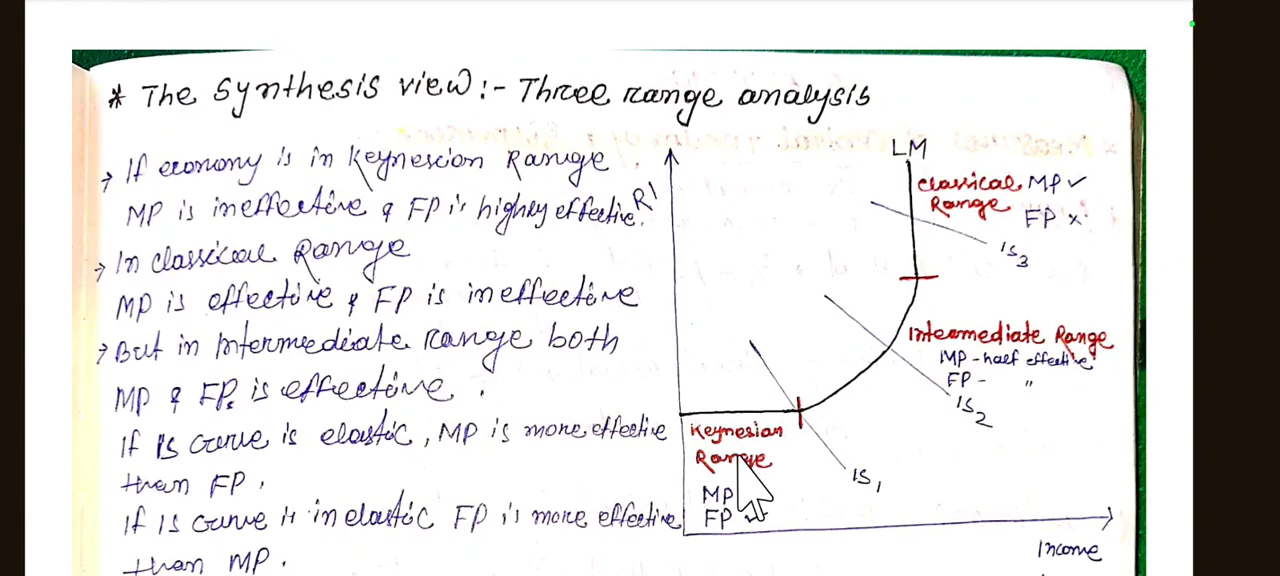 * The synthesis view :- Three range analysis
→ If economy is in Keynesian Range
MP is ineffective & FP is highly effective.
→ In classical Range
MP is effective & FP is ineffective
→ But in Intermediate range both
MP & FP is effective.
If IS curve is elastic, MP is more effective
than FP.
If IS curve is inelastic FP is more effective
than MP.
LM
classical MP ✓
Range FP ×
R
IS3
Intermediate Range
MP - half effective
FP - "
IS2
Keynesian
Range
IS1
MP
FP
Income